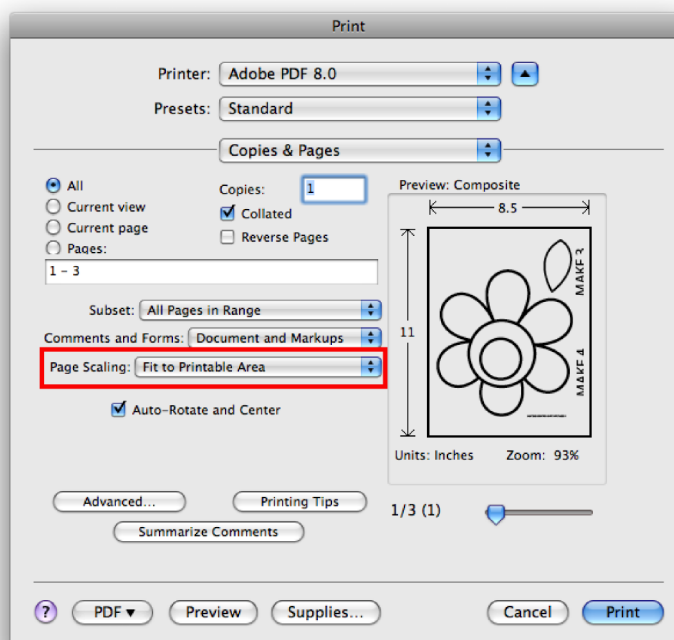 Print
Printer: Adobe PDF 8.0
Presets: Standard
Copies & Pages
All
Current view
Current page
Pages:
1 - 3
Copies: 1
Collated
Reverse Pages
Subset: All Pages in Range
Comments and Forms: Document and Markups
Page Scaling: Fit to Printable Area
Auto-Rotate and Center
Advanced...
Printing Tips
Summarize Comments
Preview: Composite
8.5
11
MAKE 3
MAKE 4
Units: Inches Zoom: 93%
1/3 (1)
?
PDF ▼
Preview
Supplies...
Cancel
Print